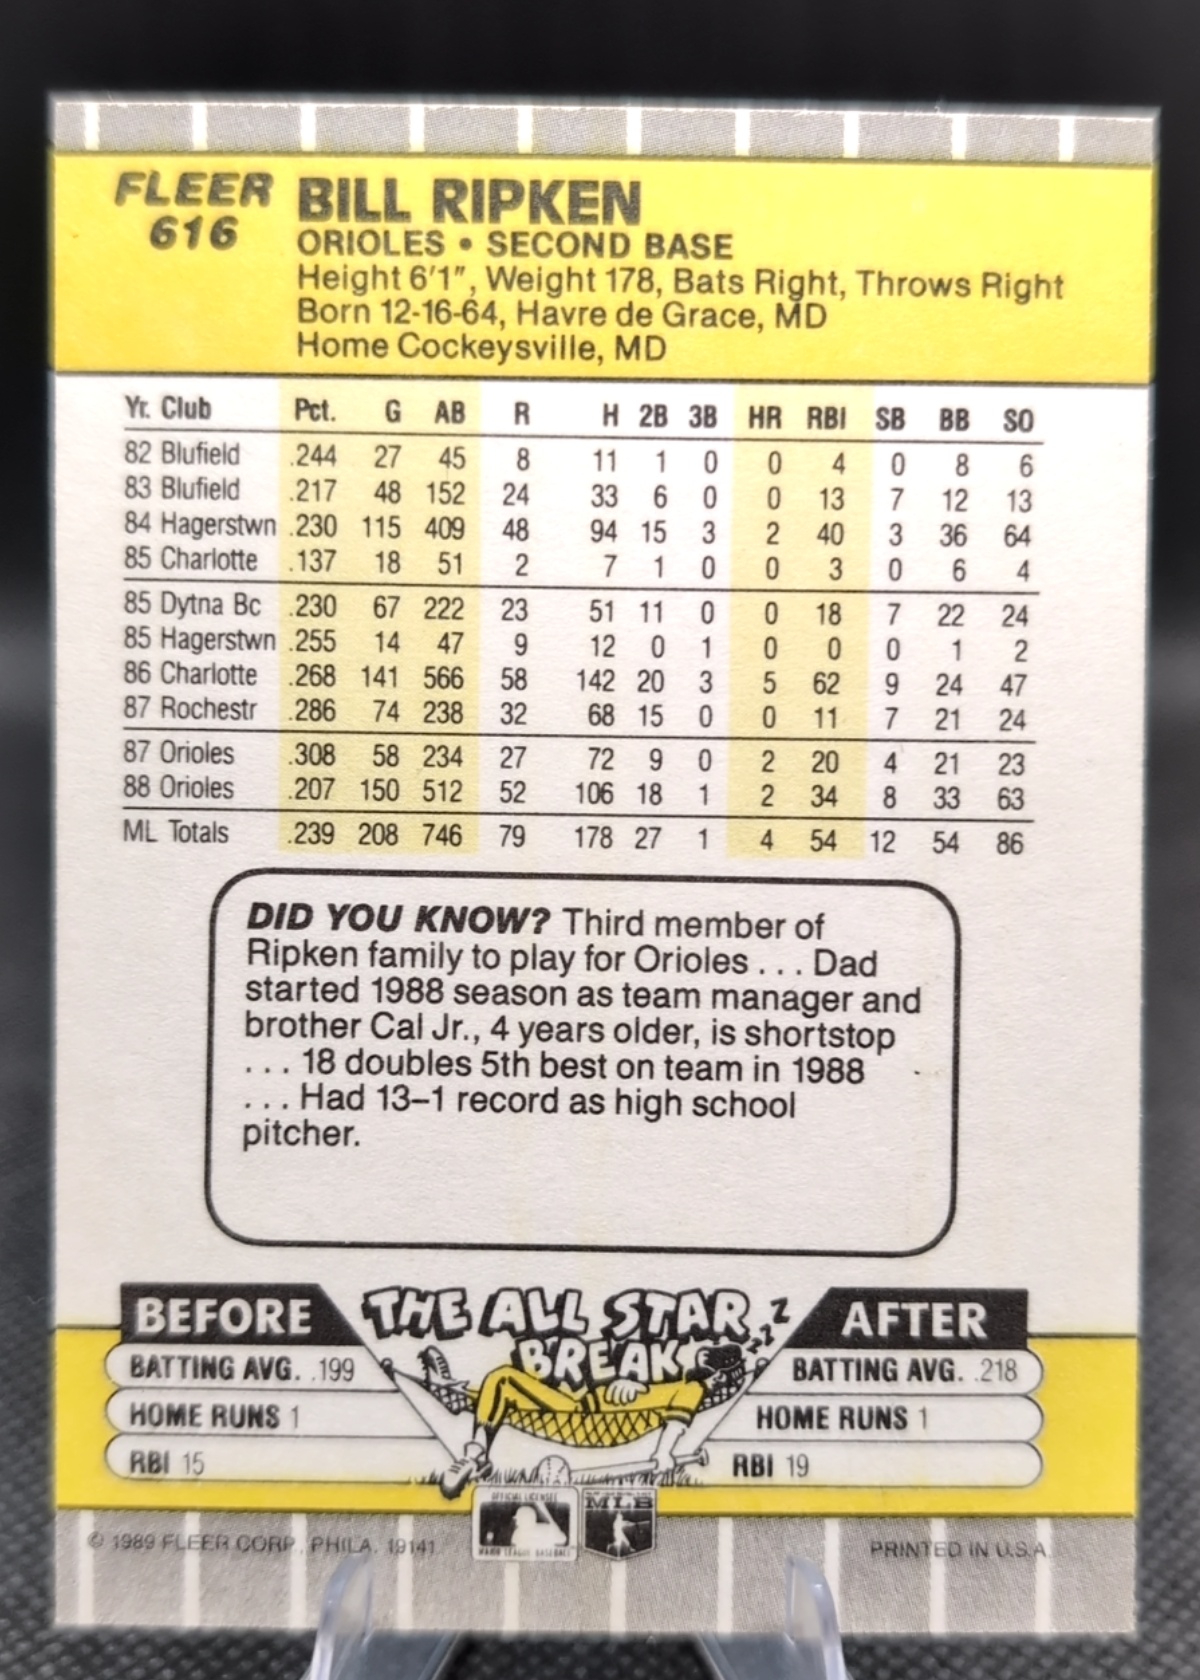 FLEER BILL RIPKEN
616 ORIOLES • SECOND BASE
Height 6'1", Weight 178, Bats Right, Throws Right
Born 12-16-64, Havre de Grace, MD
Home Cockeysville, MD
Yr. Club Pct. G AB R H 2B 3B HR RBI SB BB SO
82 Blufield .244 27 45 8 11 1 0 0 4 0 8 6
83 Blufield .217 48 152 24 33 6 0 0 13 7 12 13
84 Hagerstwn .230 115 409 48 94 15 3 2 40 3 36 64
85 Charlotte .137 18 51 2 7 1 0 0 3 0 6 4
85 Dytna Bc .230 67 222 23 51 11 0 0 18 7 22 24
85 Hagerstwn .255 14 47 9 12 0 1 0 0 0 1 2
86 Charlotte .268 141 566 58 142 20 3 5 62 9 24 47
87 Rochestr .286 74 238 32 68 15 0 0 11 7 21 24
87 Orioles .308 58 234 27 72 9 0 2 20 4 21 23
88 Orioles .207 150 512 52 106 18 1 2 34 8 33 63
ML Totals .239 208 746 79 178 27 1 4 54 12 54 86
DID YOU KNOW? Third member of
Ripken family to play for Orioles . . . Dad
started 1988 season as team manager and
brother Cal Jr., 4 years older, is shortstop
. . . 18 doubles 5th best on team in 1988
. . . Had 13–1 record as high school
pitcher.
BEFORE THE ALL STAR ZZZZ AFTER
BREAK
BATTING AVG. .199 BATTING AVG. .218
HOME RUNS 1 HOME RUNS 1
RBI 15 RBI 19
OFFICIAL LICENSEE MLB
MAJOR LEAGUE BASEBALL
© 1989 FLEER CORP. PHILA. 19141 PRINTED IN U.S.A.